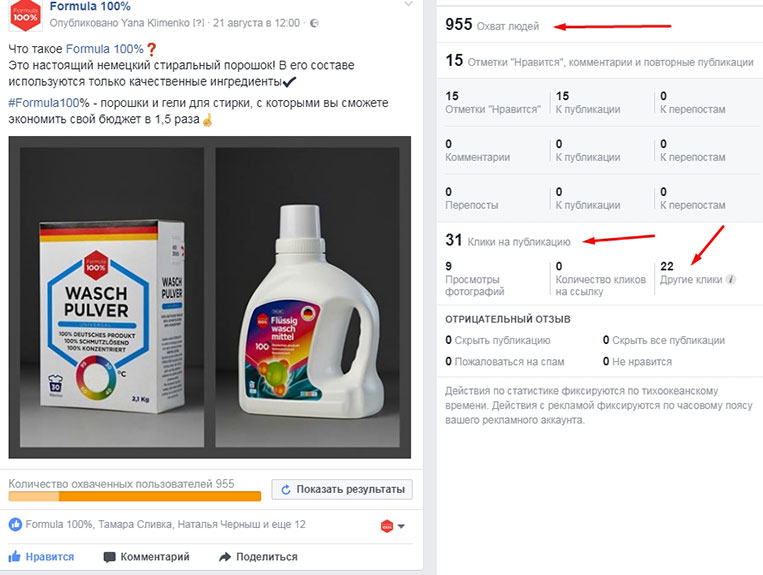 Formula 100%
Опубликовано Yana Klimenko [?] · 21 августа в 12:00 ·
Что такое Formula 100%❓
Это настоящий немецкий стиральный порошок! В его составе
используются только качественные ингредиенты✔
#Formula100% - порошки и гели для стирки, с которыми вы сможете
экономить свой бюджет в 1,5 раза☝
Formula
100%
WASCH
PULVER
UNIVERSAL
100% DEUTSCHES PRODUKT
100% SCHMUTZLÖSEND
100% KONZENTRIERT
°C
30
2,1 Kg
Flüssig
wasch
mittel
100
Количество охваченных пользователей 955
Показать результаты
Formula 100%, Тамара Сливка, Наталья Черныш и еще 12
Нравится
Комментарий
Поделиться
955 Охват людей
15 Отметки "Нравится", комментарии и повторные публикации
15 15 0
Отметки "Нравится" К публикации К перепостам
0 0 0
Комментарии К публикации К перепостам
0 0 0
Перепосты К публикации К перепостам
31 Клики на публикацию
9 0 22
Просмотры Количество кликов Другие клики i
фотографий на ссылку
ОТРИЦАТЕЛЬНЫЙ ОТЗЫВ
0 Скрыть публикацию 0 Скрыть все публикации
0 Пожаловаться на спам 0 Не нравится
Действия по статистике фиксируются по тихоокеанскому
времени. Действия с рекламой фиксируются по часовому поясу
вашего рекламного аккаунта.